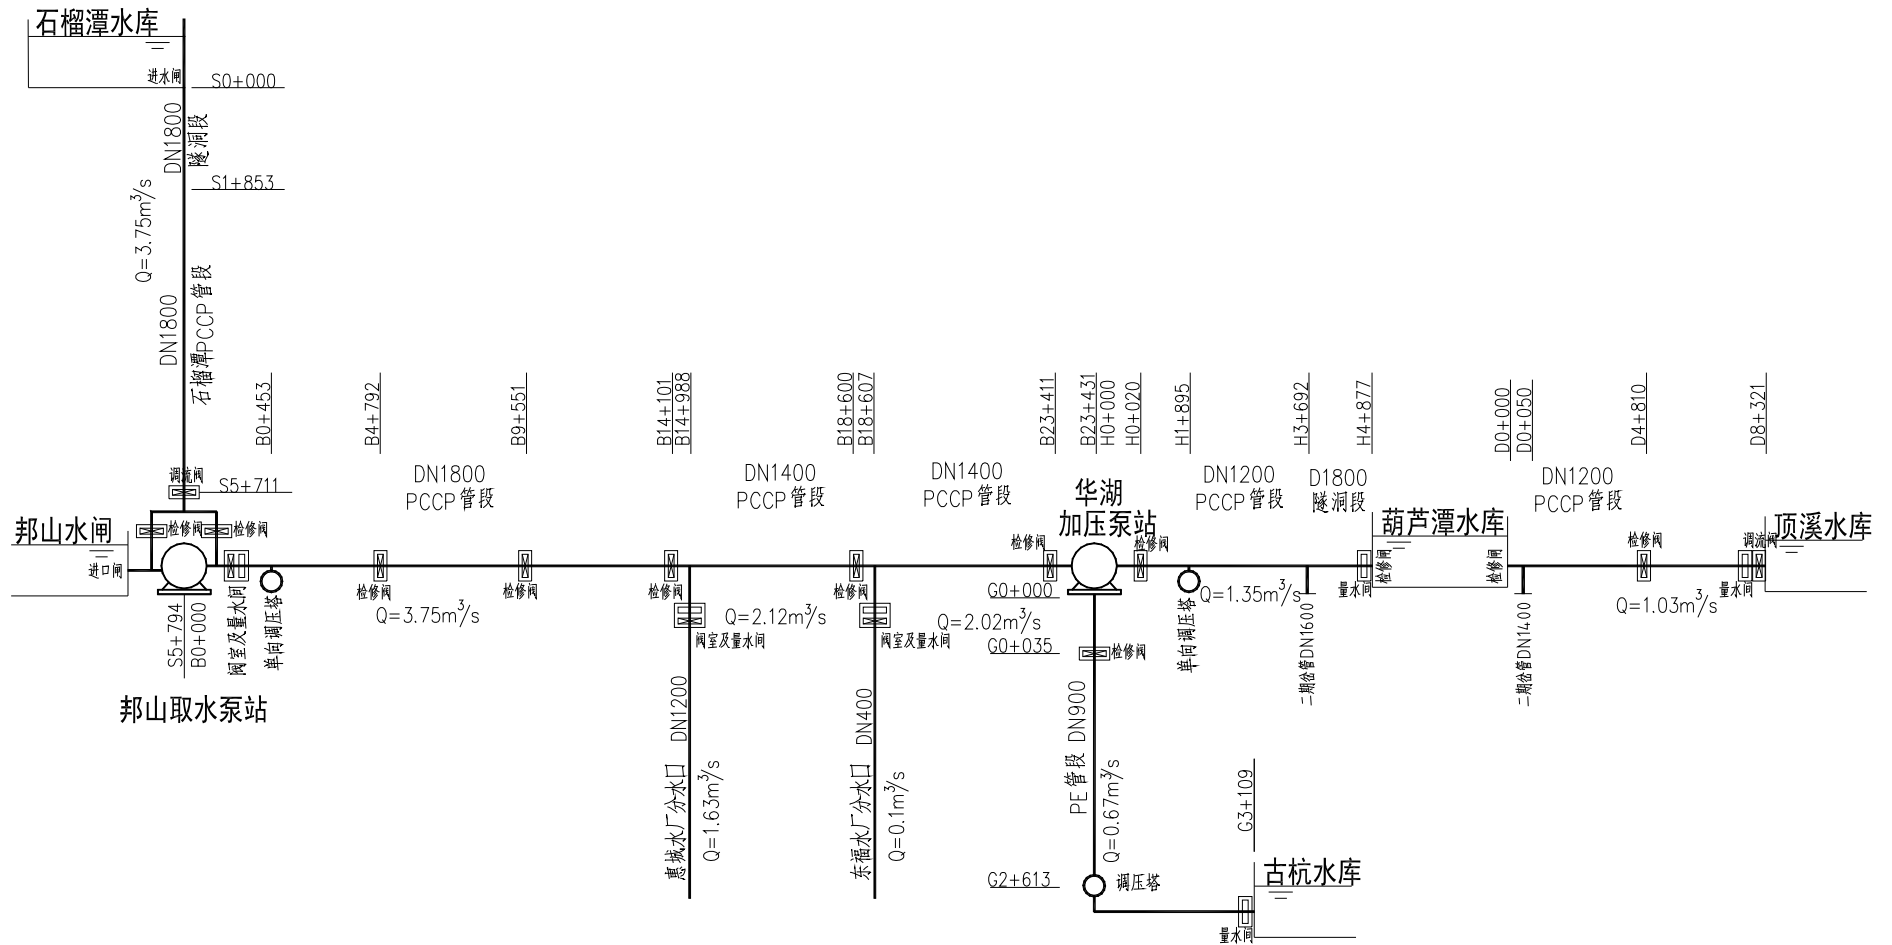 石榴潭水库
进水闸
S0+000
DN1800
隧洞段
S1+853
Q=3.75m³/s
DN1800
石榴潭PCCP管段
调流阀
S5+711
邦山水闸
检修阀
检修阀
进口闸
S5+794
B0+000
邦山取水泵站
阀室及量水间
单向调压塔
B0+453
B4+792
B9+551
B14+101
B14+988
B18+600
B18+607
B23+411
B23+431
H0+000
H0+020
H1+895
H3+692
H4+877
D0+000
D0+050
D4+810
D8+321
DN1800
PCCP管段
DN1400
PCCP管段
DN1400
PCCP管段
华湖
加压泵站
DN1200
PCCP管段
D1800
隧洞段
葫芦潭水库
DN1200
PCCP管段
顶溪水库
检修阀
检修阀
检修闸
检修闸
检修阀
调流阀
检修阀
检修阀
检修阀
检修阀
Q=3.75m³/s
Q=2.12m³/s
Q=2.02m³/s
G0+000
Q=1.35m³/s
量水间
Q=1.03m³/s
量水间
阀室及量水间
阀室及量水间
G0+035
检修阀
单向调压塔
二期岔管DN1600
二期岔管DN1400
DN1200
惠城水厂分水口
Q=1.63m³/s
DN400
东福水厂分水口
Q=0.1m³/s
PE管段 DN900
Q=0.67m³/s
G3+109
G2+613
调压塔
古杭水库
量水间